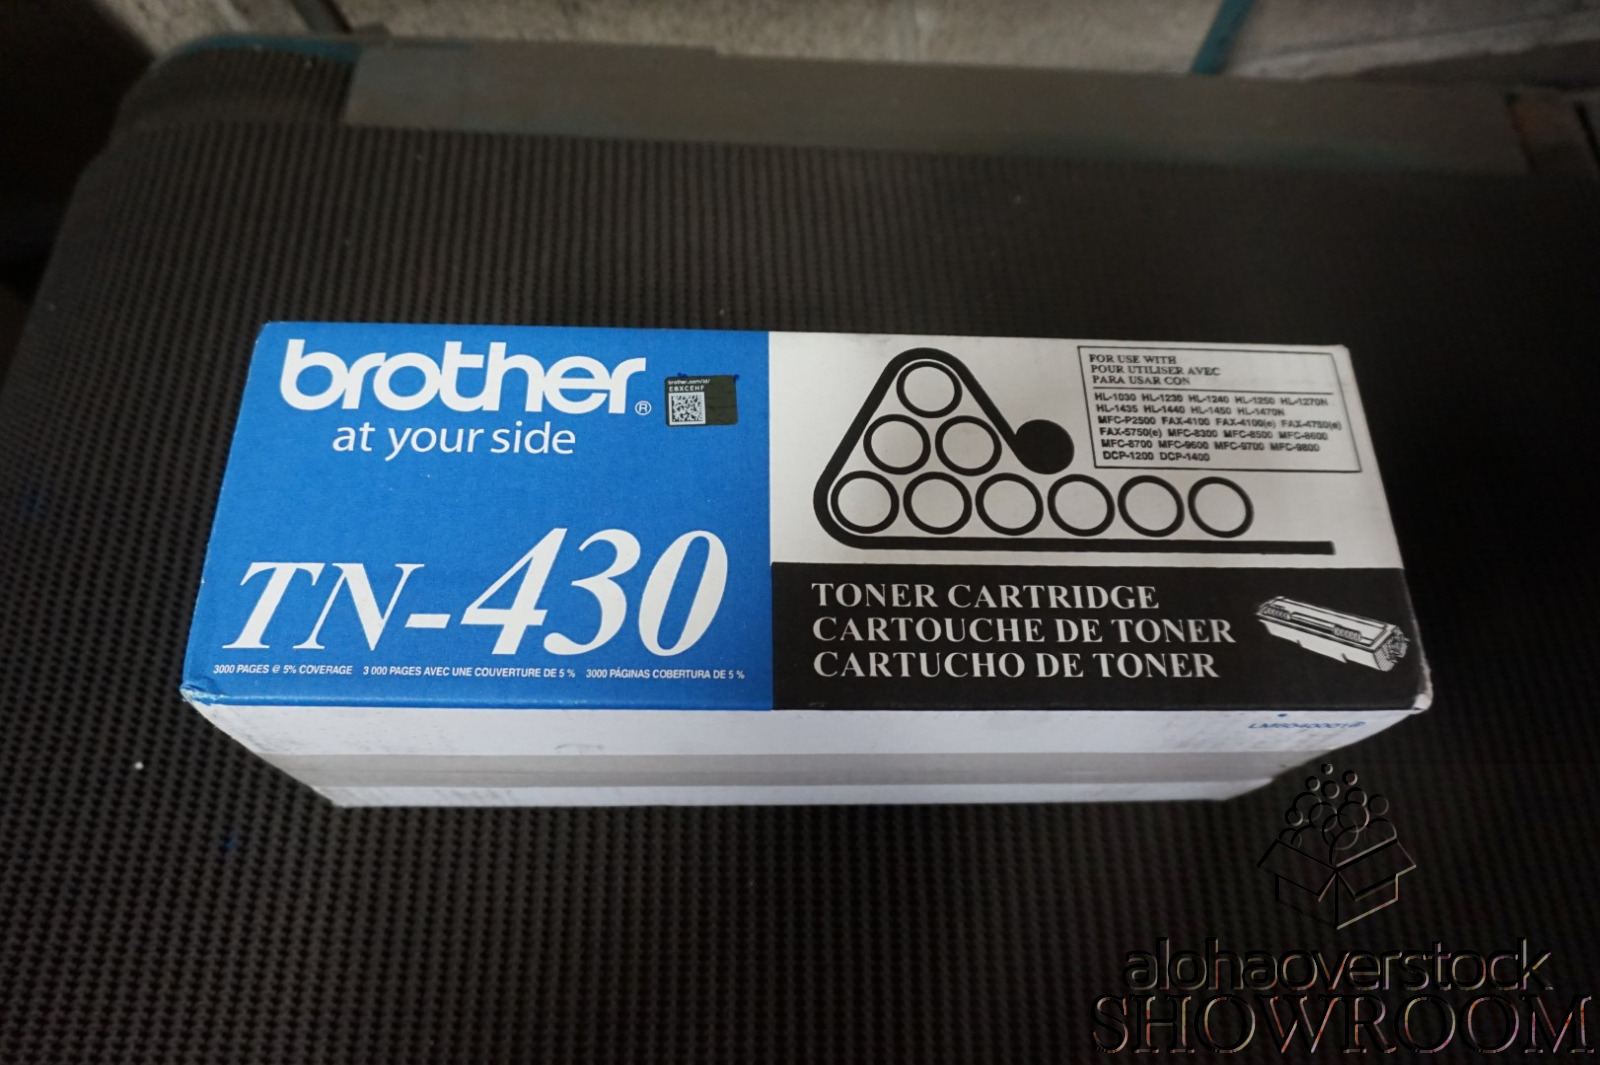 brother®
at your side
brother.com/id/
EBXCEHF
TN-430
3000 PAGES @ 5% COVERAGE 3 000 PAGES AVEC UNE COUVERTURE DE 5 % 3000 PÁGINAS COBERTURA DE 5 %
FOR USE WITH
POUR UTILISER AVEC
PARA USAR CON
HL-1030 HL-1230 HL-1240 HL-1250 HL-1270N
HL-1435 HL-1440 HL-1450 HL-1470N
MFC-P2500 FAX-4100 FAX-4100(e) FAX-4750(e)
FAX-5750(e) MFC-8300 MFC-8500 MFC-8600
MFC-8700 MFC-9600 MFC-9700 MFC-9800
DCP-1200 DCP-1400
TONER CARTRIDGE
CARTOUCHE DE TONER
CARTUCHO DE TONER
alohaoverstock
SHOWROOM